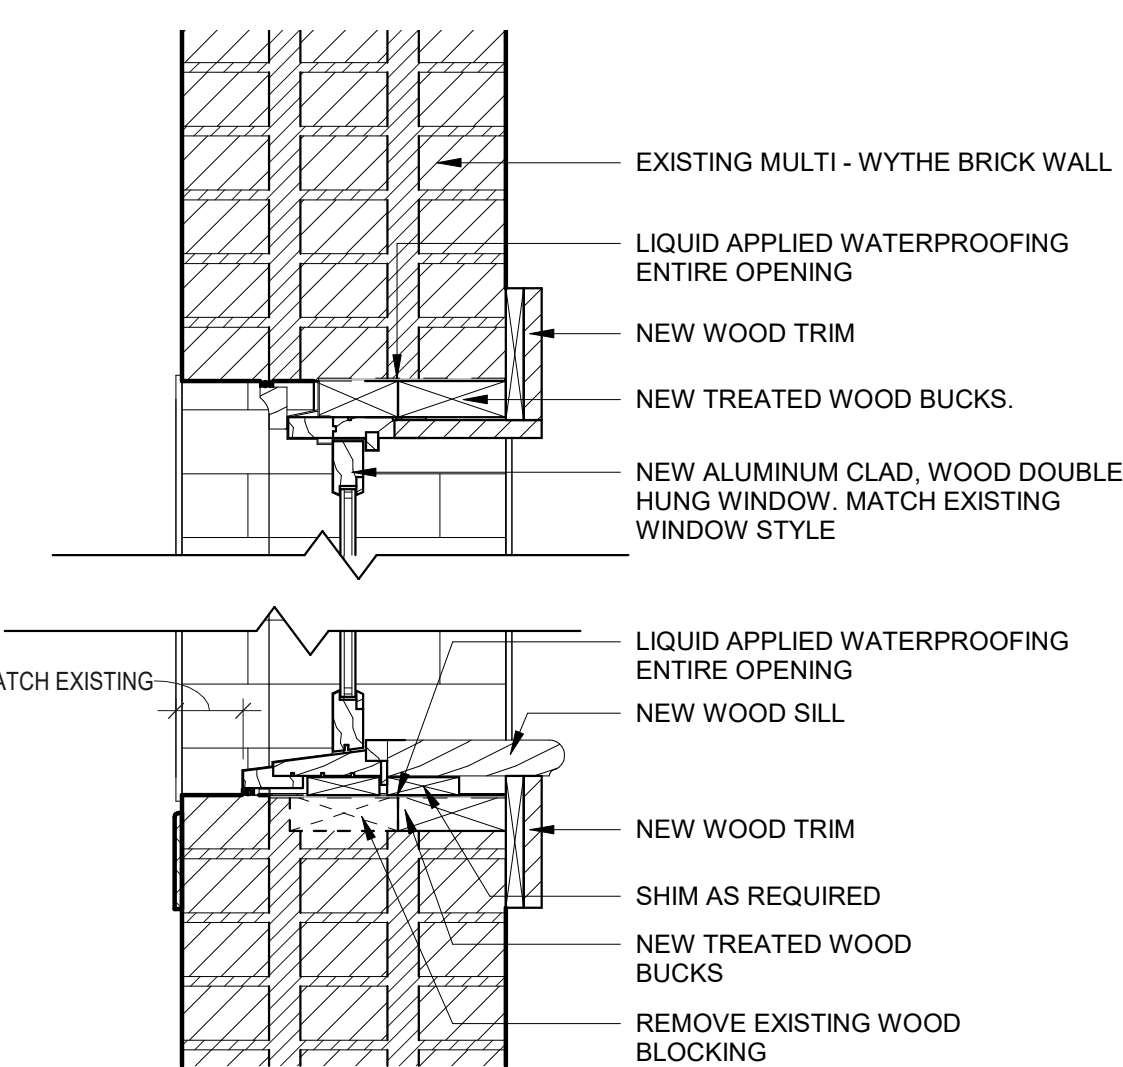 EXISTING MULTI - WYTHE BRICK WALL
LIQUID APPLIED WATERPROOFING
ENTIRE OPENING
NEW WOOD TRIM
NEW TREATED WOOD BUCKS.
NEW ALUMINUM CLAD, WOOD DOUBLE
HUNG WINDOW. MATCH EXISTING
WINDOW STYLE
LIQUID APPLIED WATERPROOFING
ENTIRE OPENING
ATCH EXISTING
NEW WOOD SILL
NEW WOOD TRIM
SHIM AS REQUIRED
NEW TREATED WOOD
BUCKS
REMOVE EXISTING WOOD
BLOCKING